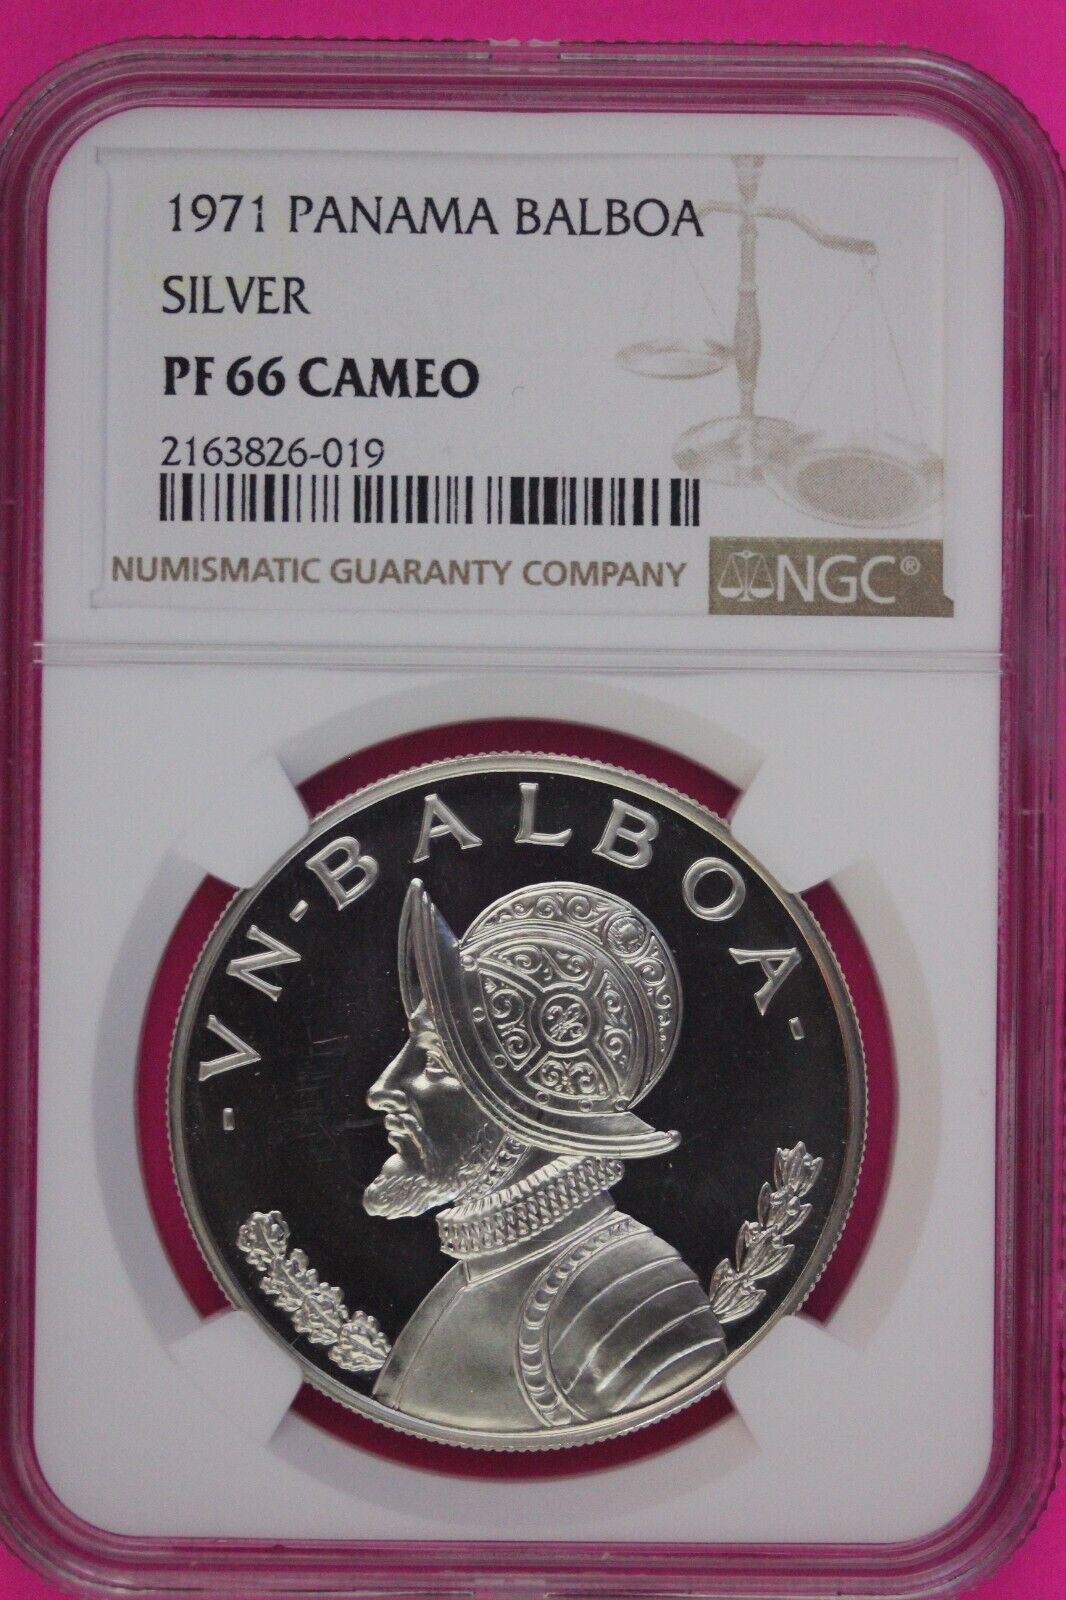 1971 PANAMA BALBOA
SILVER
PF 66 CAMEO
2163826-019
NUMISMATIC GUARANTY COMPANY
NGC®
-VN-BALBOA-